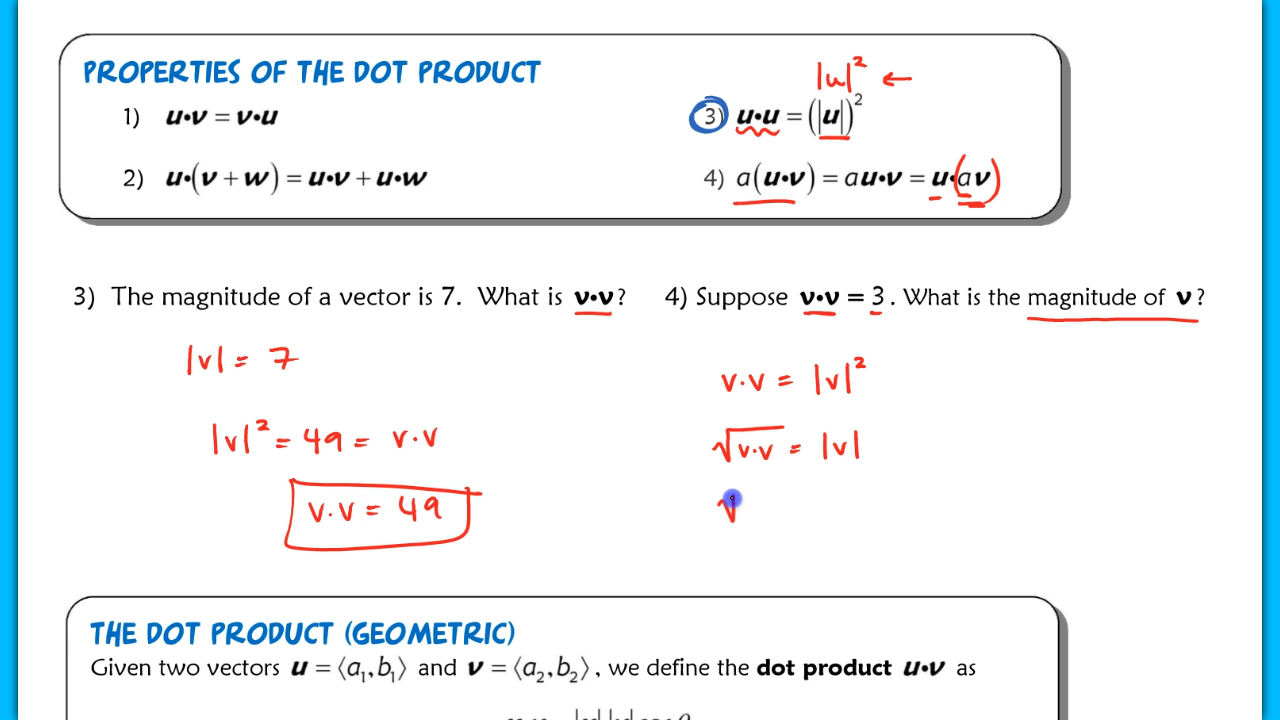 PROPERTIES OF THE DOT PRODUCT
|u|² ←
1) u•v = v•u
3) u•u = (|u|)²
2) u•(v + w) = u•v + u•w
4) a(u•v) = au•v = u•(av)
3) The magnitude of a vector is 7. What is v•v?
4) Suppose v•v = 3. What is the magnitude of v?
|v| = 7
v·v = |v|²
|v|² = 49 = v·v
√v·v = |v|
v·v = 49
√
THE DOT PRODUCT (GEOMETRIC)
Given two vectors u = ⟨a₁,b₁⟩ and v = ⟨a₂,b₂⟩, we define the dot product u•v as